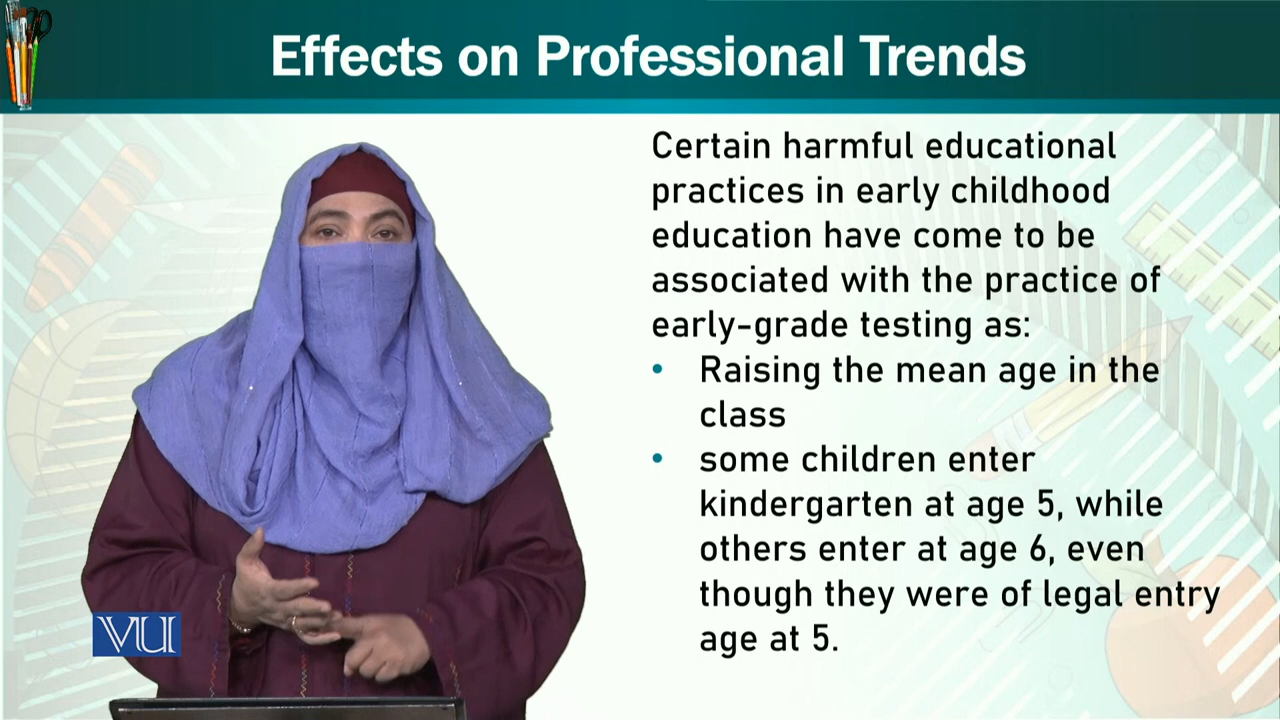 Effects on Professional Trends
Certain harmful educational
practices in early childhood
education have come to be
associated with the practice of
early-grade testing as:
• Raising the mean age in the
class
• some children enter
kindergarten at age 5, while
others enter at age 6, even
though they were of legal entry
age at 5.
VU